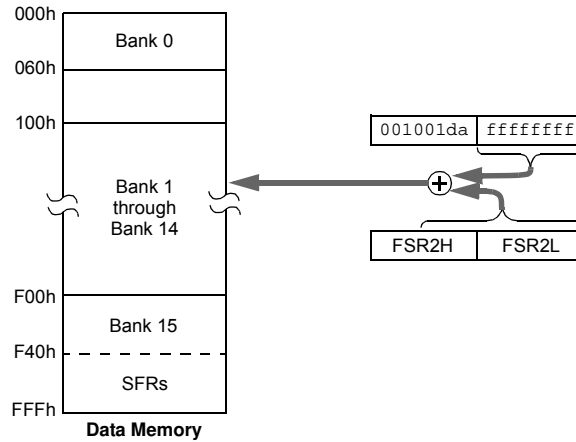 000h
Bank 0
060h
100h
001001da ffffffff
Bank 1
through
Bank 14
FSR2H FSR2L
F00h
Bank 15
F40h
SFRs
FFFh
Data Memory